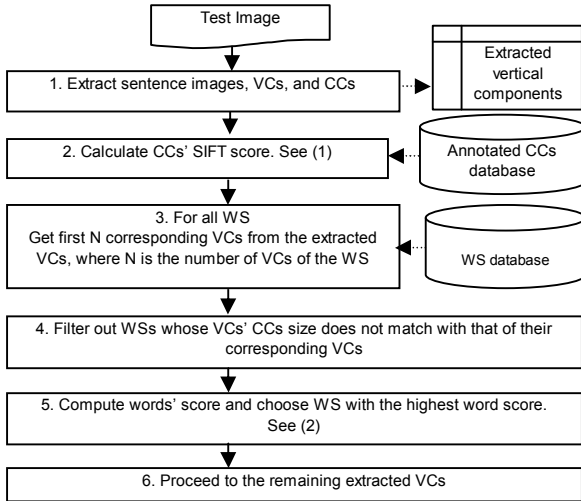 Test Image
1. Extract sentence images, VCs, and CCs
Extracted
vertical
components
2. Calculate CCs’ SIFT score. See (1)
Annotated CCs
database
3. For all WS
Get first N corresponding VCs from the extracted
VCs, where N is the number of VCs of the WS
WS database
4. Filter out WSs whose VCs’ CCs size does not match with that of their
corresponding VCs
5. Compute words’ score and choose WS with the highest word score.
See (2)
6. Proceed to the remaining extracted VCs